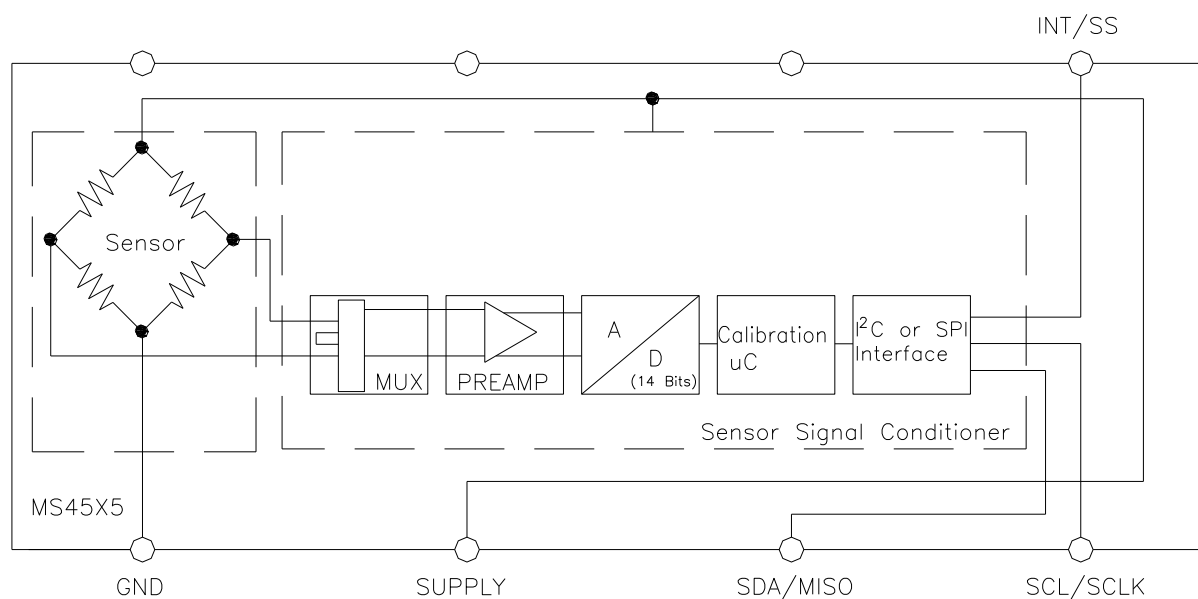 INT/SS
Sensor
MUX
PREAMP
A
D
(14 Bits)
Calibration
uC
I²C or SPI
Interface
Sensor Signal Conditioner
MS45X5
GND
SUPPLY
SDA/MISO
SCL/SCLK